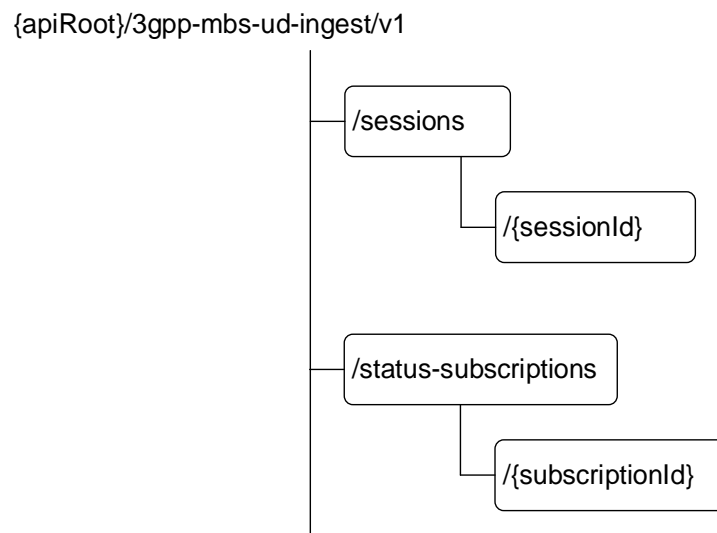 {apiRoot}/3gpp-mbs-ud-ingest/v1
/sessions
/{sessionId}
/status-subscriptions
/{subscriptionId}